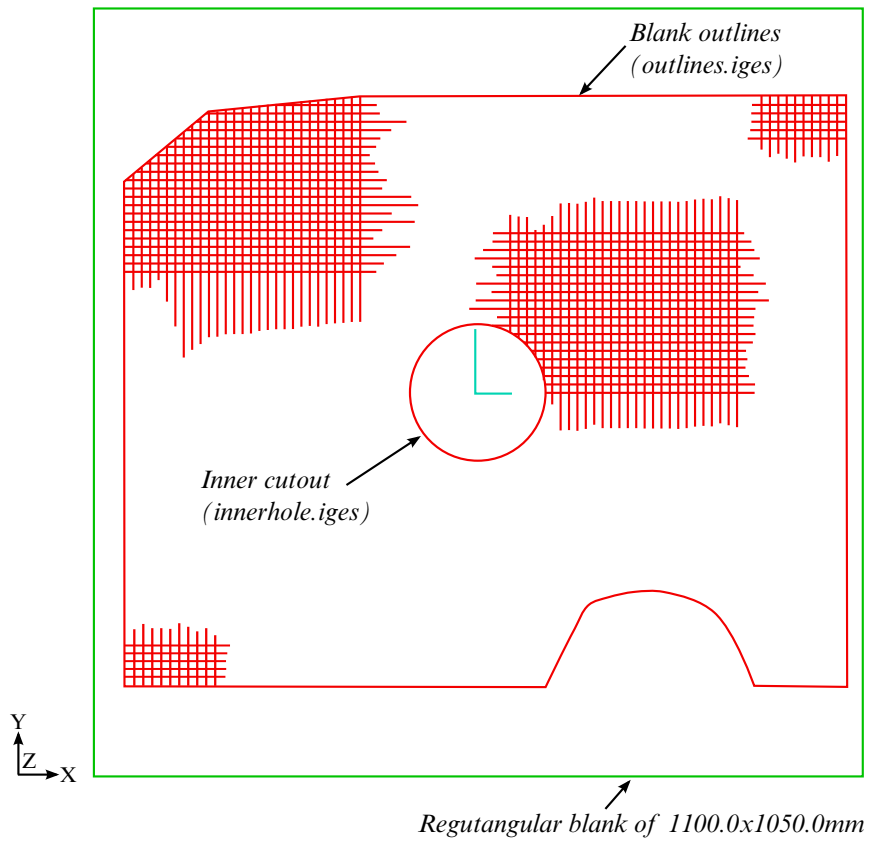 Blank outlines
(outlines.iges)
Inner cutout
(innerhole.iges)
Y
Z
X
Regutangular blank of 1100.0x1050.0mm